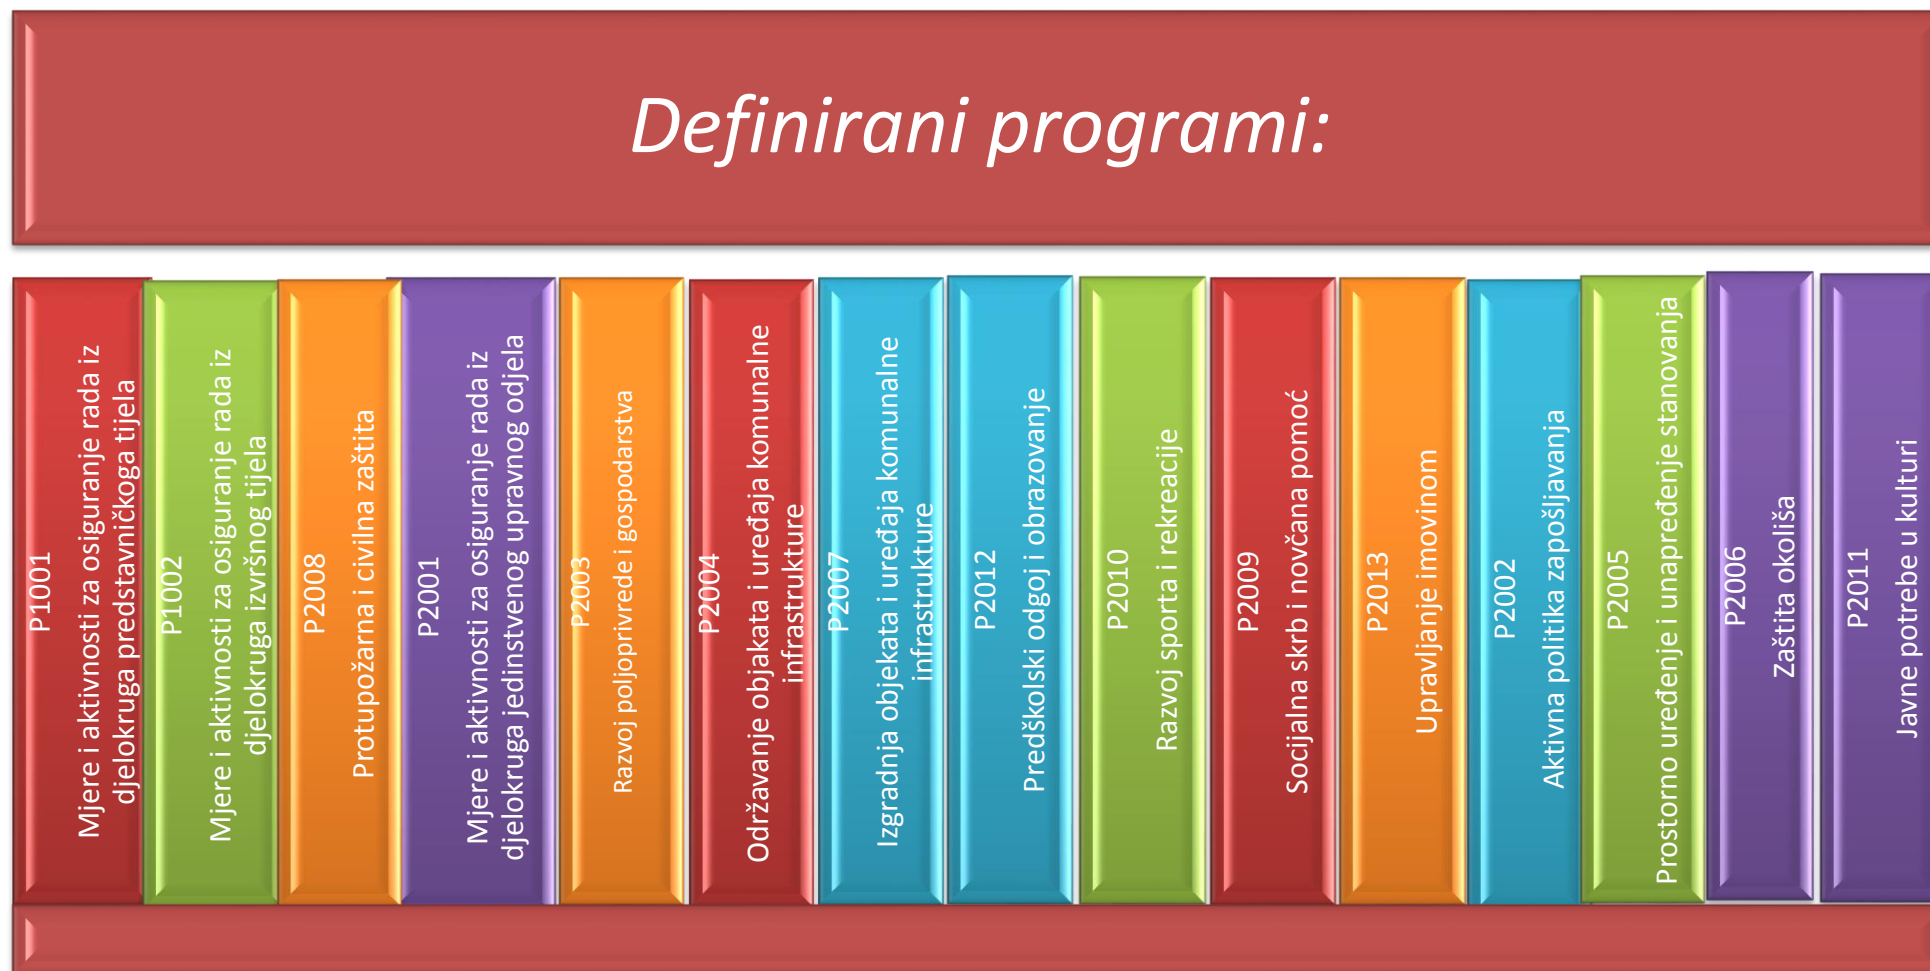 Definirani programi:
P1001
Mjere i aktivnosti za osiguranje rada iz
djelokruga predstavničkoga tijela
P1002
Mjere i aktivnosti za osiguranje rada iz
djelokruga izvršnog tijela
P2008
Protupožarna i civilna zaštita
P2001
Mjere i aktivnosti za osiguranje rada iz
djelokruga jedinstvenog upravnog odjela
P2003
Razvoj poljoprivrede i gospodarstva
P2004
Održavanje objakata i uređaja komunalne
infrastrukture
P2007
Izgradnja objekata i uređaja komunalne
infrastrukture
P2012
Predškolski odgoj i obrazovanje
P2010
Razvoj sporta i rekreacije
P2009
Socijalna skrb i novčana pomoć
P2013
Upravljanje imovinom
P2002
Aktivna politika zapošljavanja
P2005
Prostorno uređenje i unapređenje stanovanja
P2006
Zaštita okoliša
P2011
Javne potrebe u kulturi